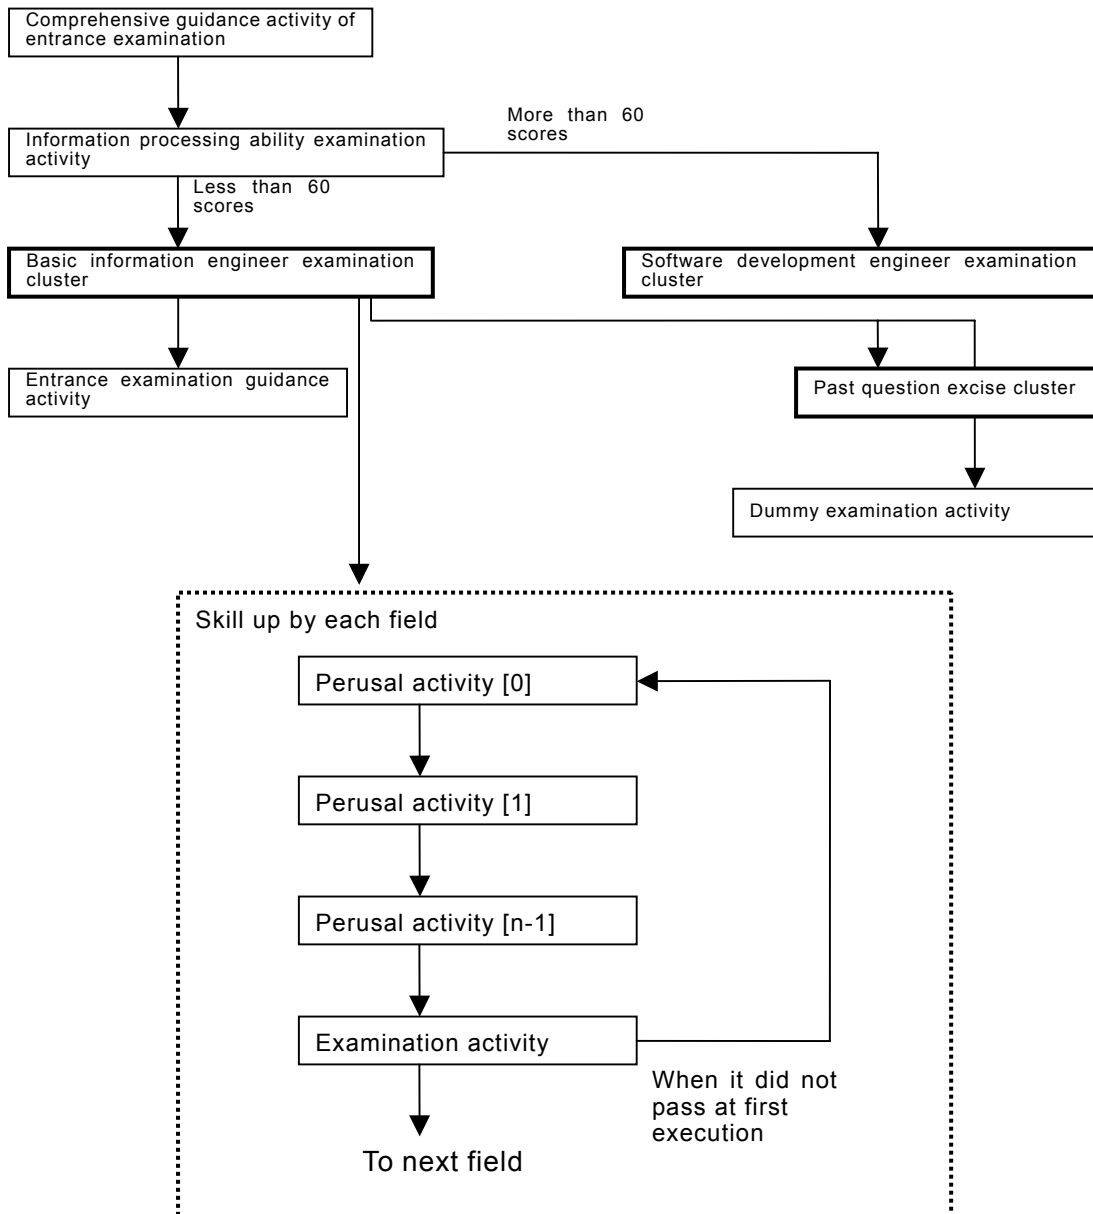 Comprehensive guidance activity of
entrance examination
More than 60
scores
Information processing ability examination
activity
Less than 60
scores
Basic information engineer examination
cluster
Software development engineer examination
cluster
Entrance examination guidance
activity
Past question excise cluster
Dummy examination activity
Skill up by each field
Perusal activity [0]
Perusal activity [1]
Perusal activity [n-1]
Examination activity
When it did not
pass at first
execution
To next field